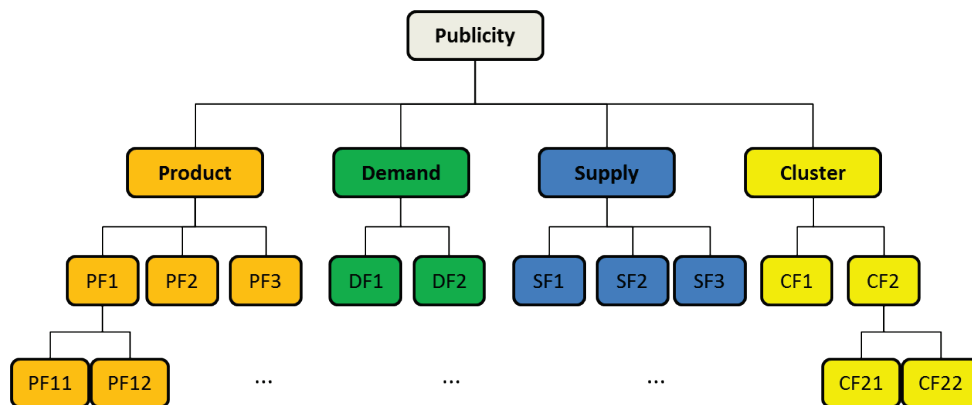 Publicity
Product Demand Supply Cluster
PF1 PF2 PF3 DF1 DF2 SF1 SF2 SF3 CF1 CF2
PF11 PF12 ... ... ... CF21 CF22